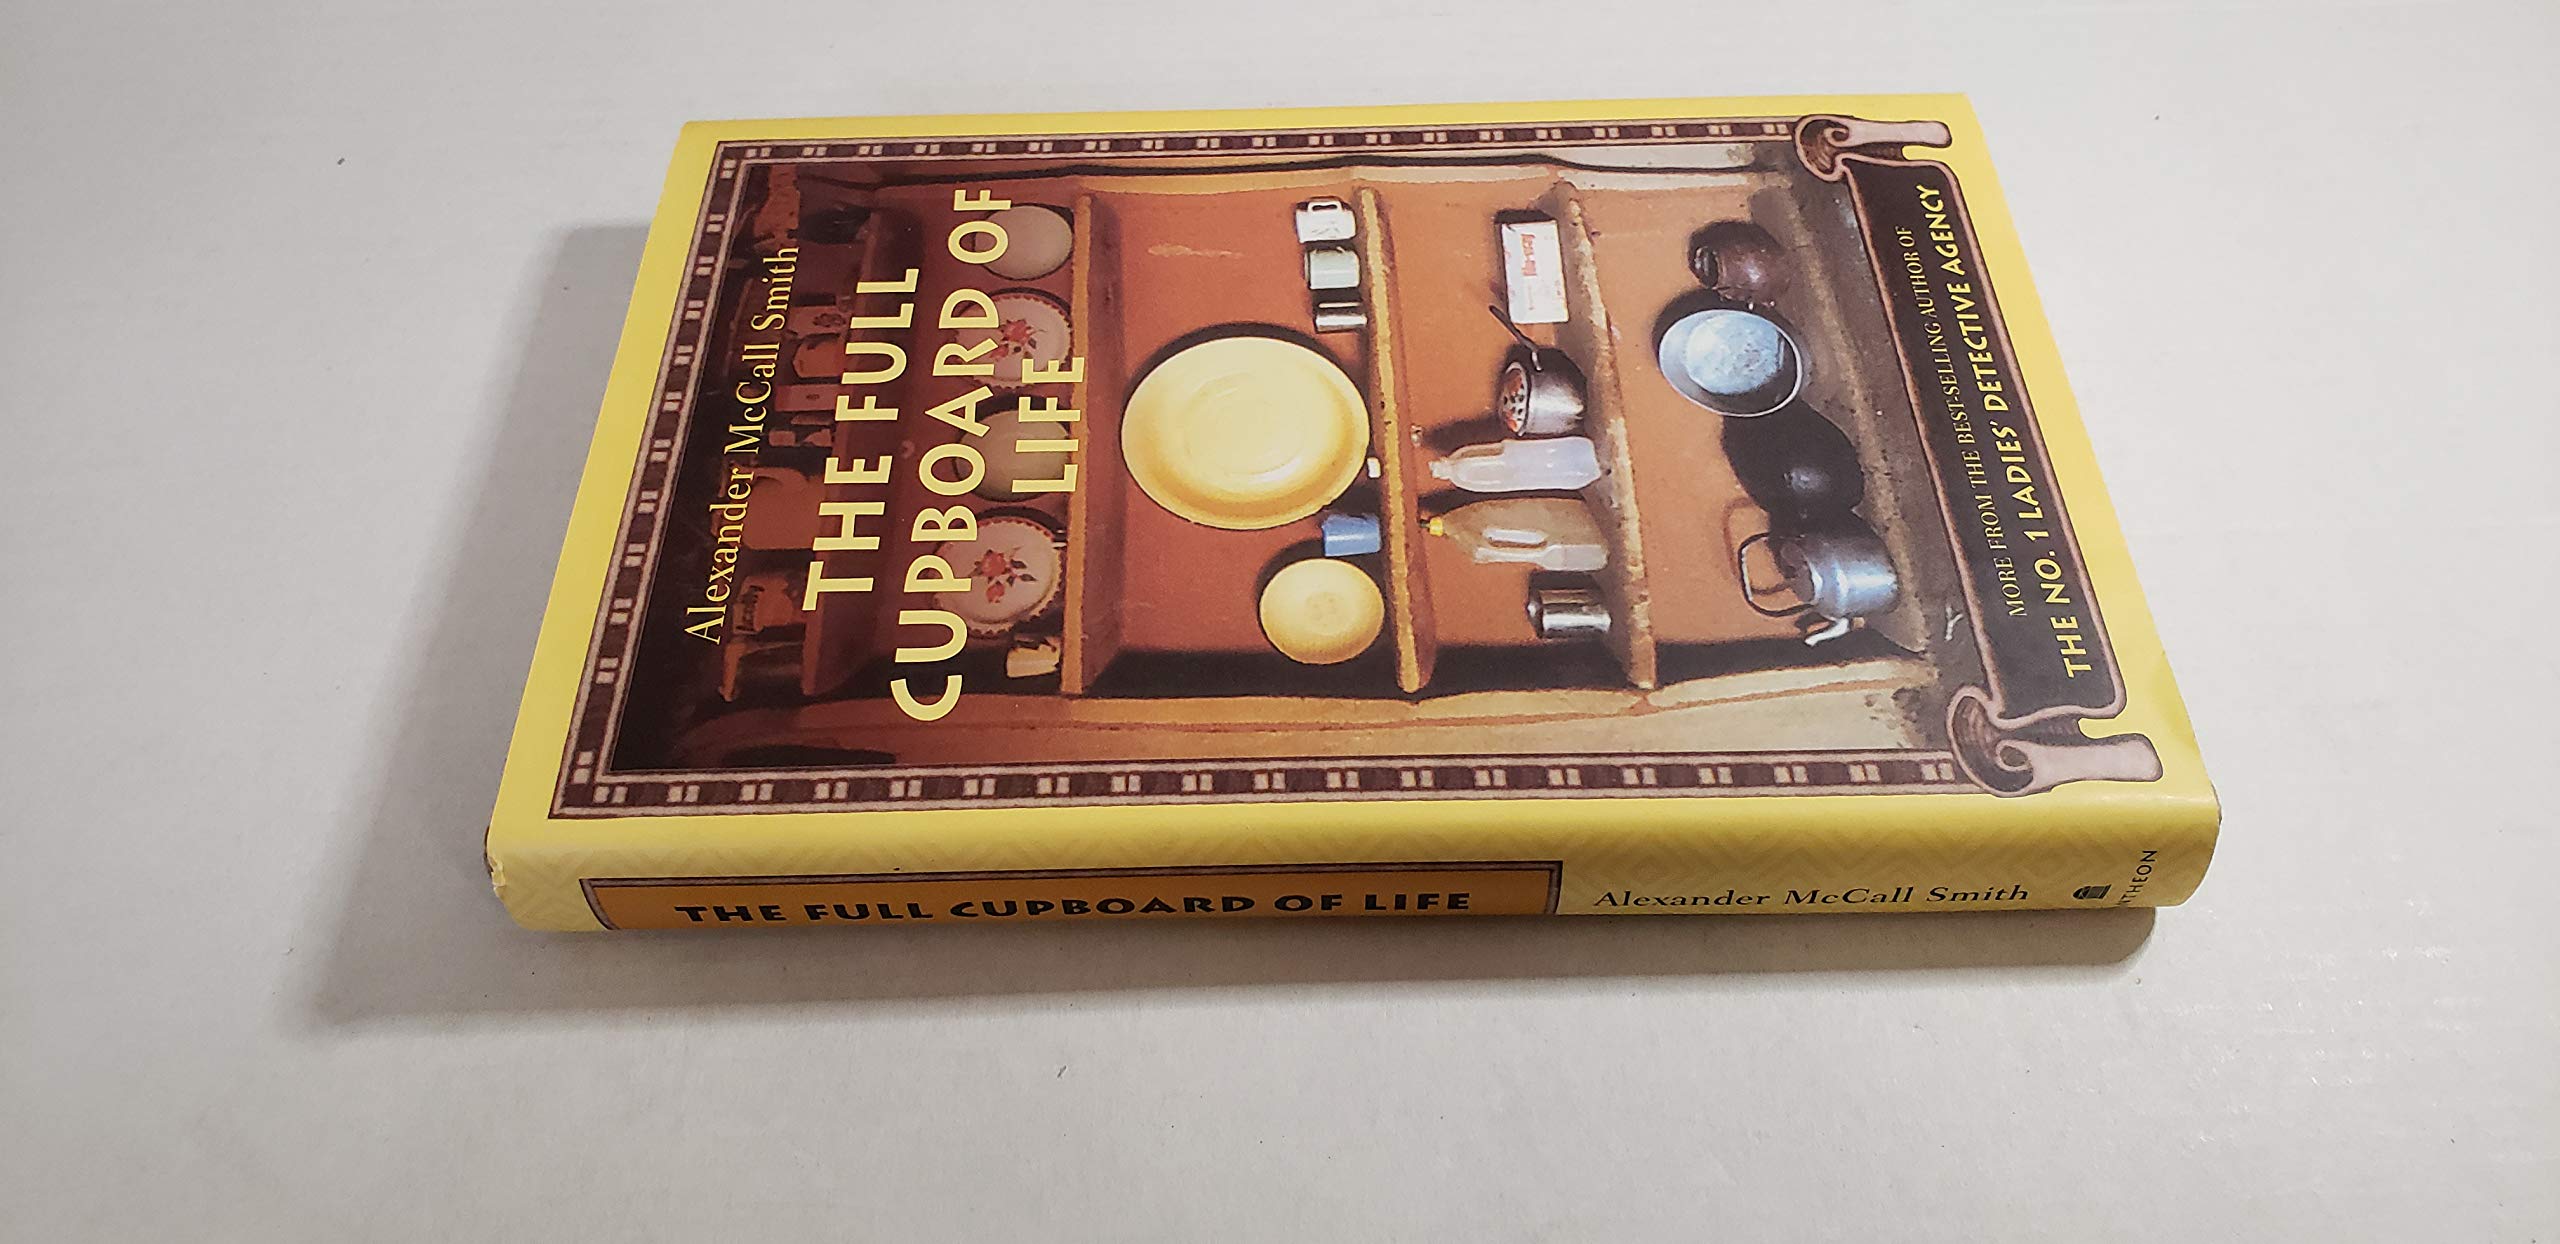 Alexander McCall Smith
THE FULL
CUPBOARD OF
LIFE
MORE FROM THE BEST-SELLING AUTHOR OF
THE NO. 1 LADIES' DETECTIVE AGENCY
THE FULL CUPBOARD OF LIFE
Alexander McCall Smith
NTHEON